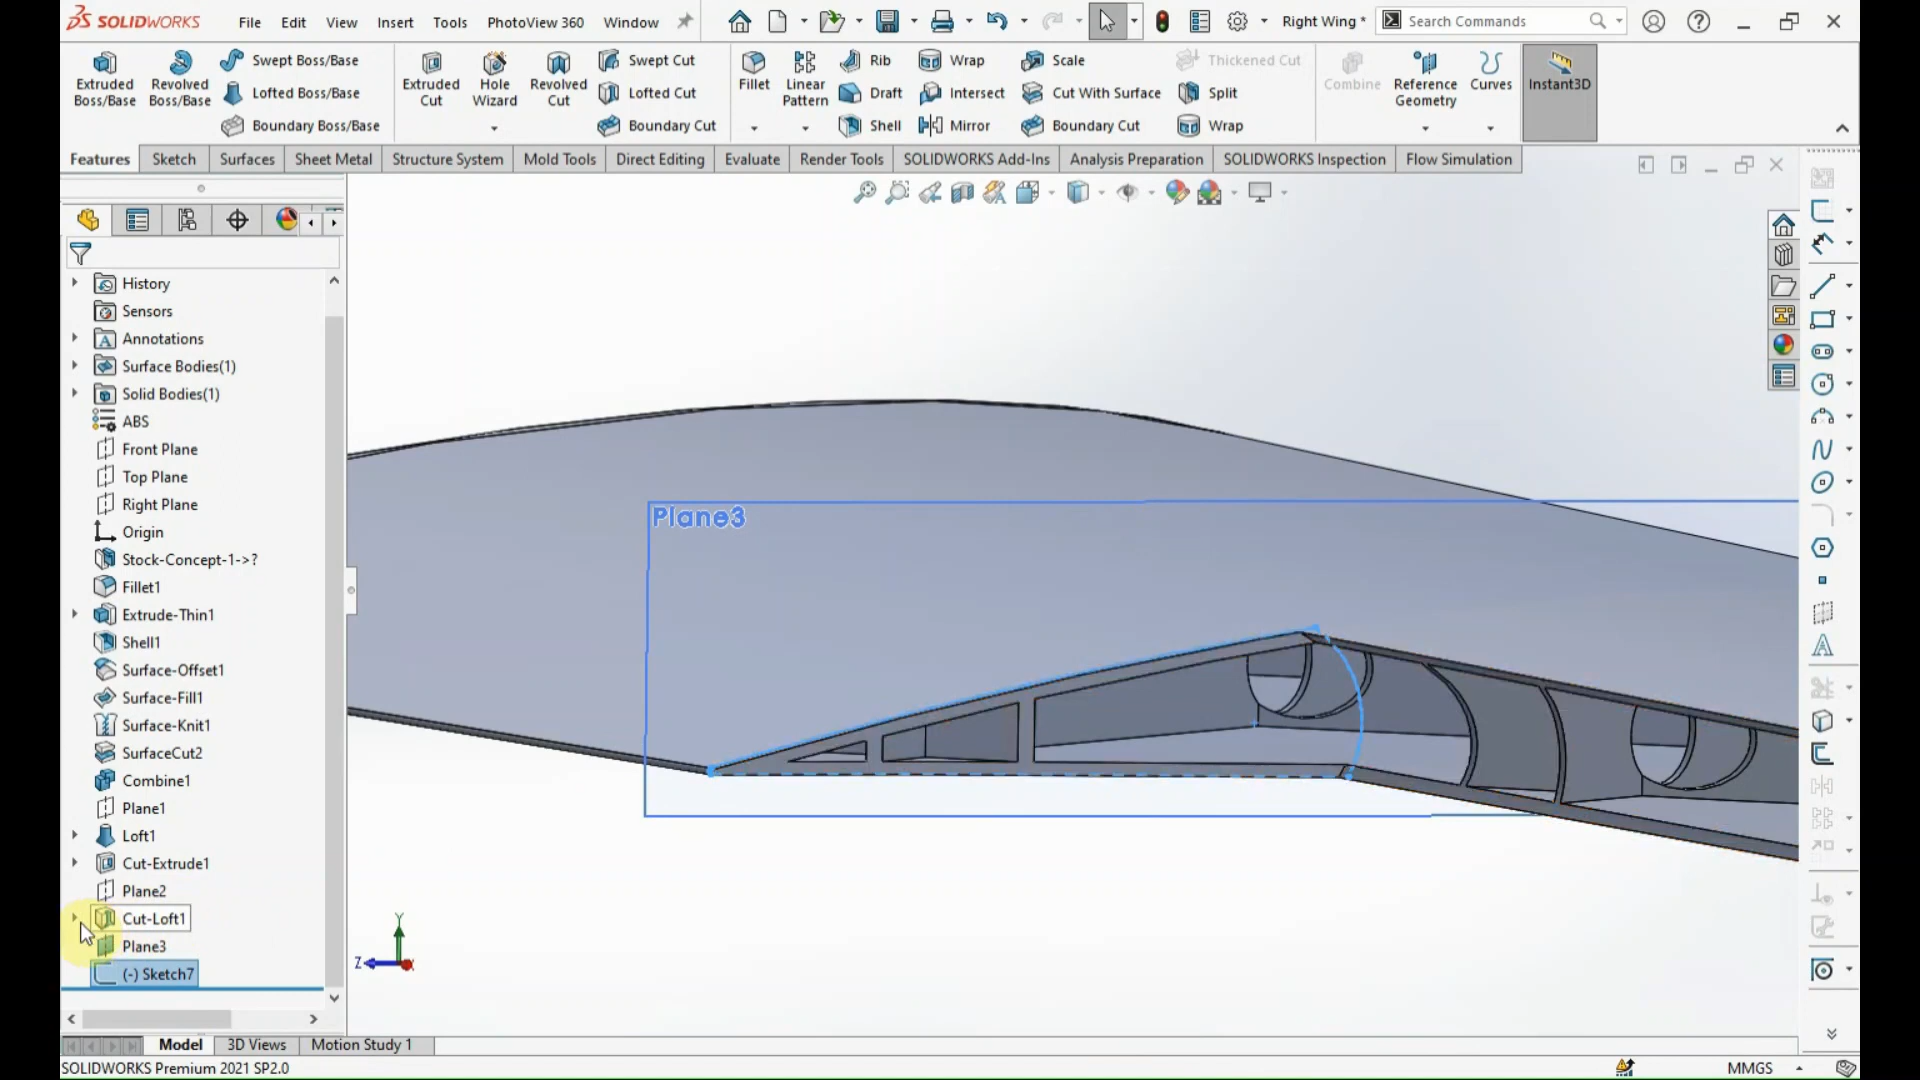 SOLIDWORKS File Edit View Insert Tools PhotoView 360 Window Right Wing * Search Commands
Extruded Boss/Base Revolved Boss/Base Swept Boss/Base Lofted Boss/Base Boundary Boss/Base
Extruded Cut Hole Wizard Revolved Cut Swept Cut Lofted Cut Boundary Cut
Fillet Linear Pattern Rib Draft Shell Wrap Intersect Mirror
Scale Cut With Surface Boundary Cut Thickened Cut Split Wrap
Combine Reference Geometry Curves Instant3D
Features Sketch Surfaces Sheet Metal Structure System Mold Tools Direct Editing Evaluate Render Tools SOLIDWORKS Add-Ins Analysis Preparation SOLIDWORKS Inspection Flow Simulation
History
Sensors
Annotations
Surface Bodies(1)
Solid Bodies(1)
ABS
Front Plane
Top Plane
Right Plane
Origin
Stock-Concept-1->?
Fillet1
Extrude-Thin1
Shell1
Surface-Offset1
Surface-Fill1
Surface-Knit1
SurfaceCut2
Combine1
Plane1
Loft1
Cut-Extrude1
Plane2
Cut-Loft1
Plane3
(-) Sketch7
Plane3
Y
Z
Model 3D Views Motion Study 1
SOLIDWORKS Premium 2021 SP2.0 MMGS